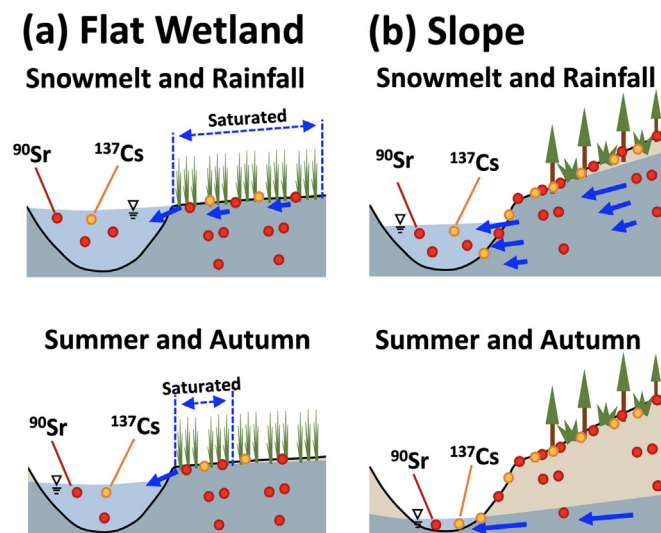 (a) Flat Wetland
Snowmelt and Rainfall
Saturated
90Sr
137Cs
Summer and Autumn
Saturated
90Sr
137Cs
(b) Slope
Snowmelt and Rainfall
90Sr
137Cs
Summer and Autumn
90Sr
137Cs